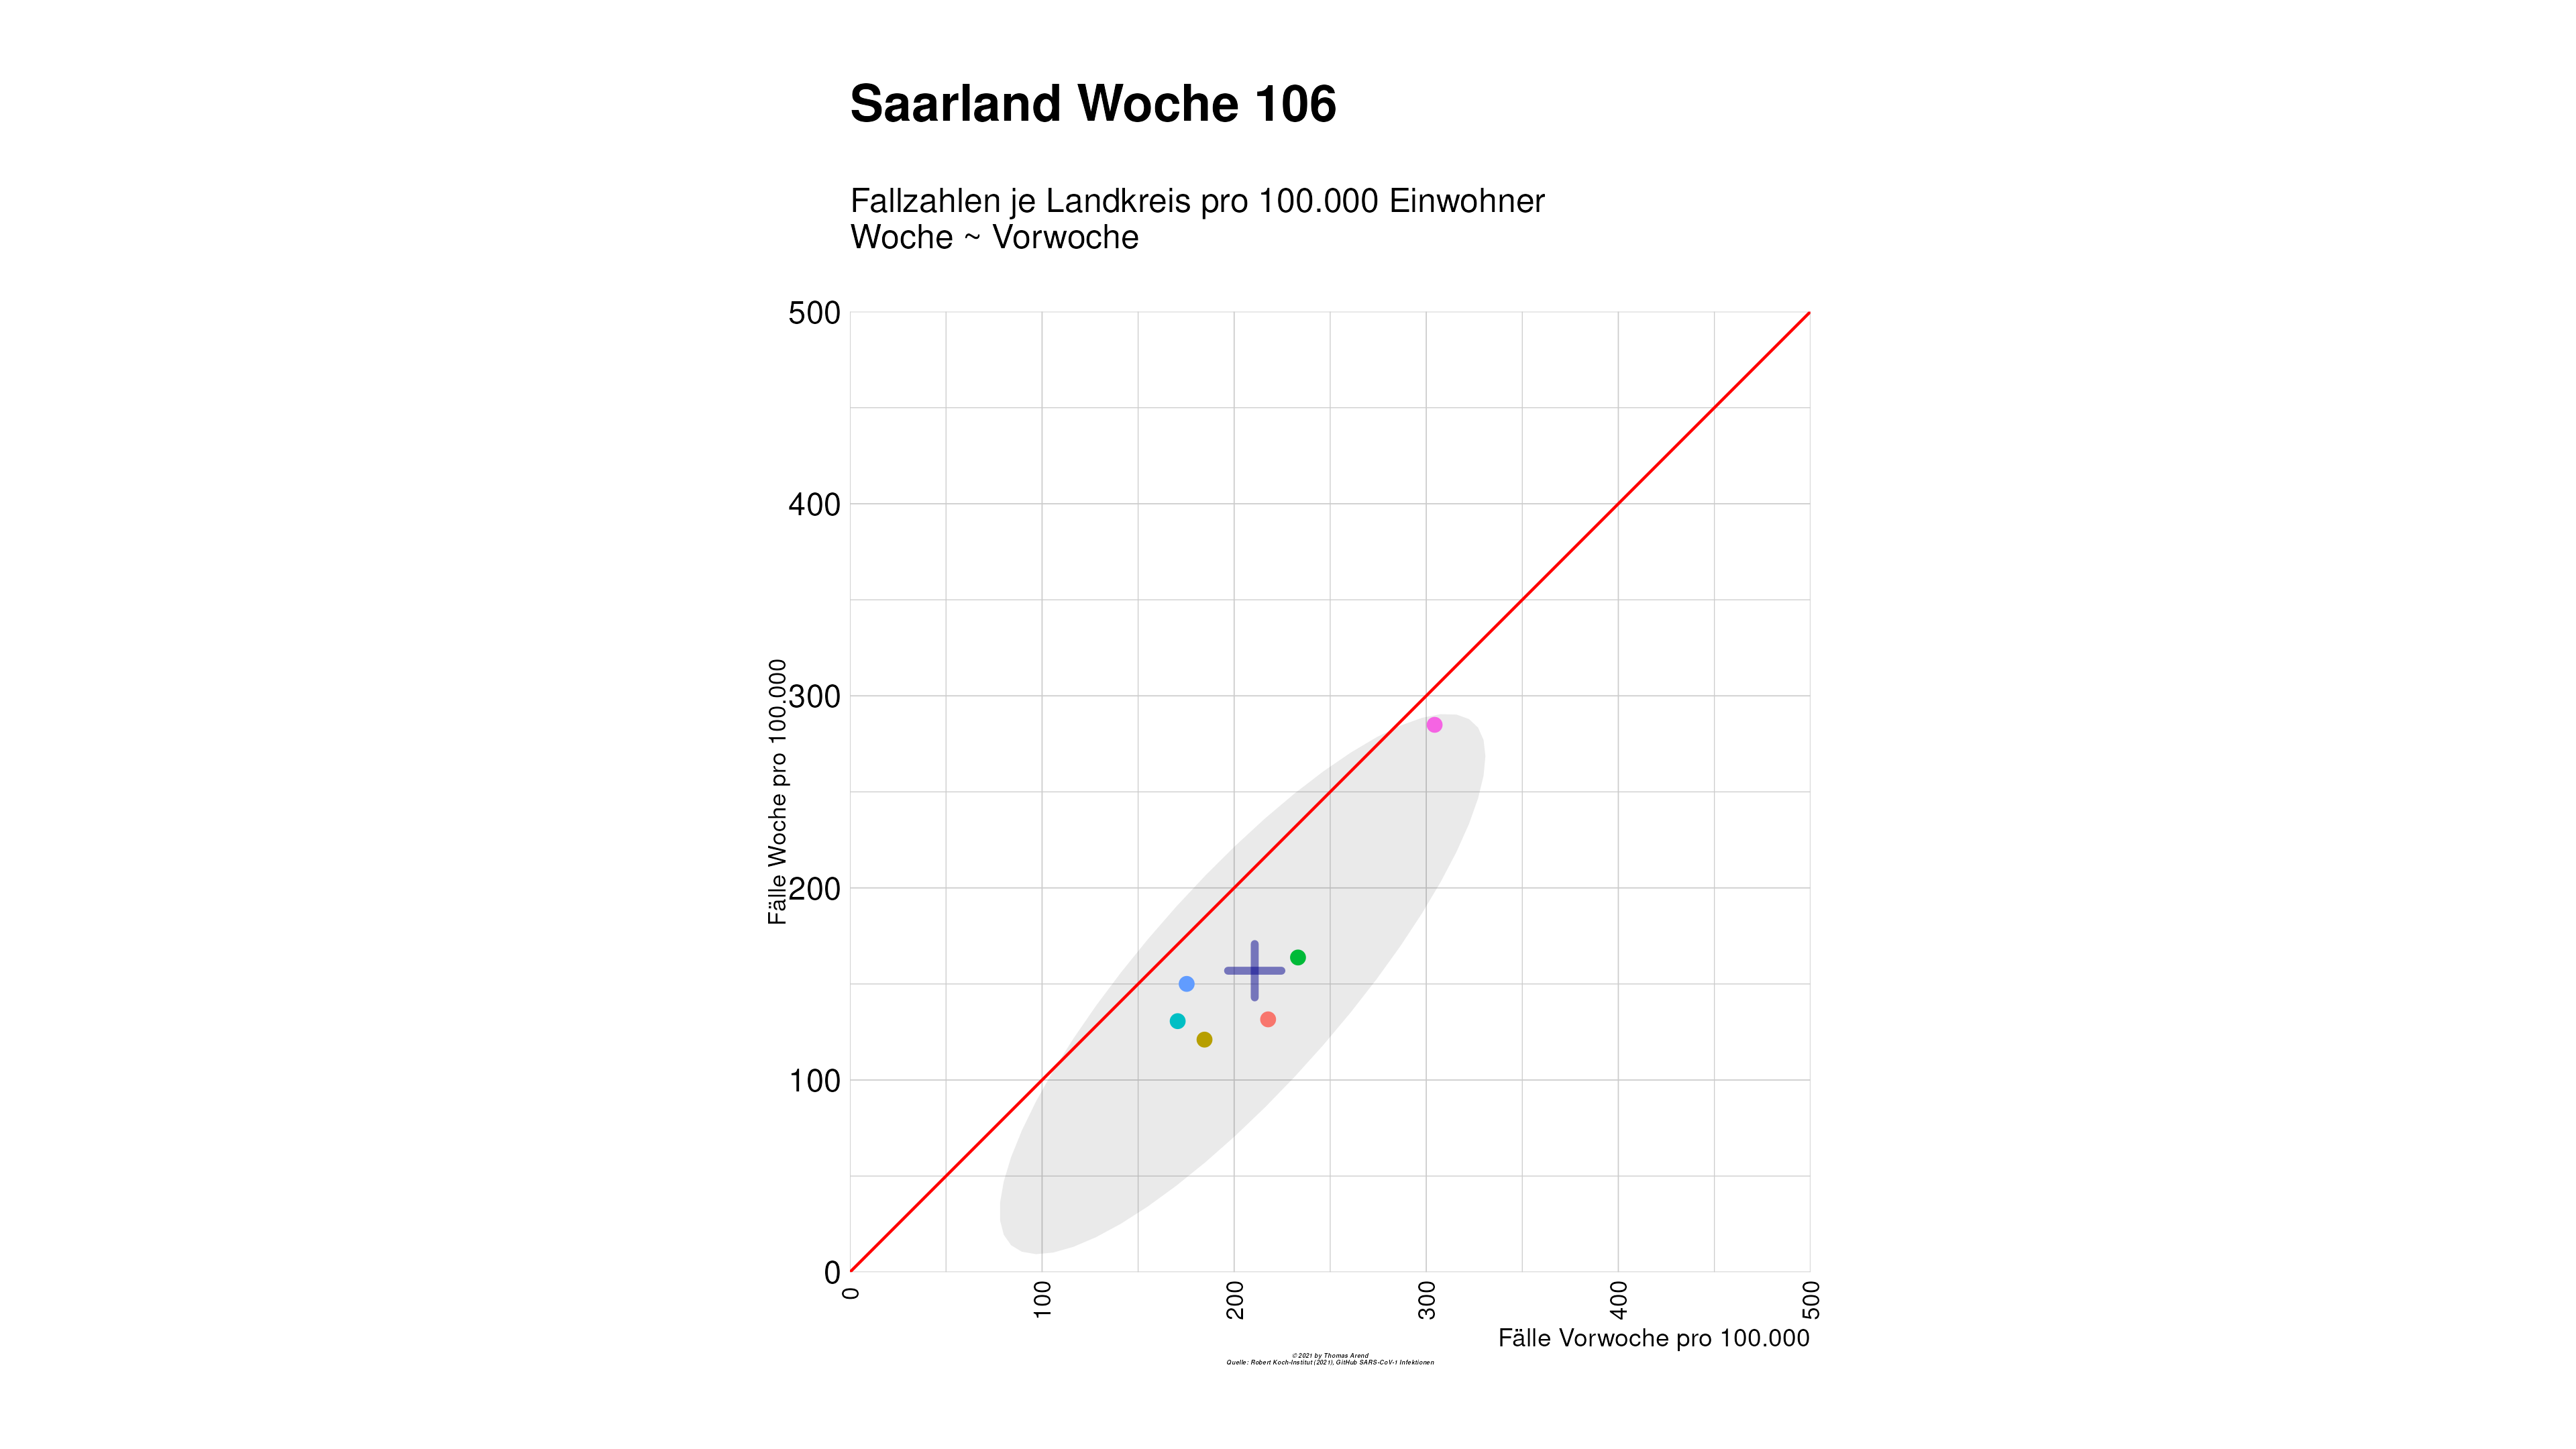 Saarland Woche 106
Fallzahlen je Landkreis pro 100.000 Einwohner
Woche ~ Vorwoche
500
400
300
200
100
0
Fälle Woche pro 100.000
0
100
200
300
400
500
Fälle Vorwoche pro 100.000
© 2021 by Thomas Arend
Quelle: Robert Koch-Institut (2021), GitHub SARS-CoV-1 Infektionen